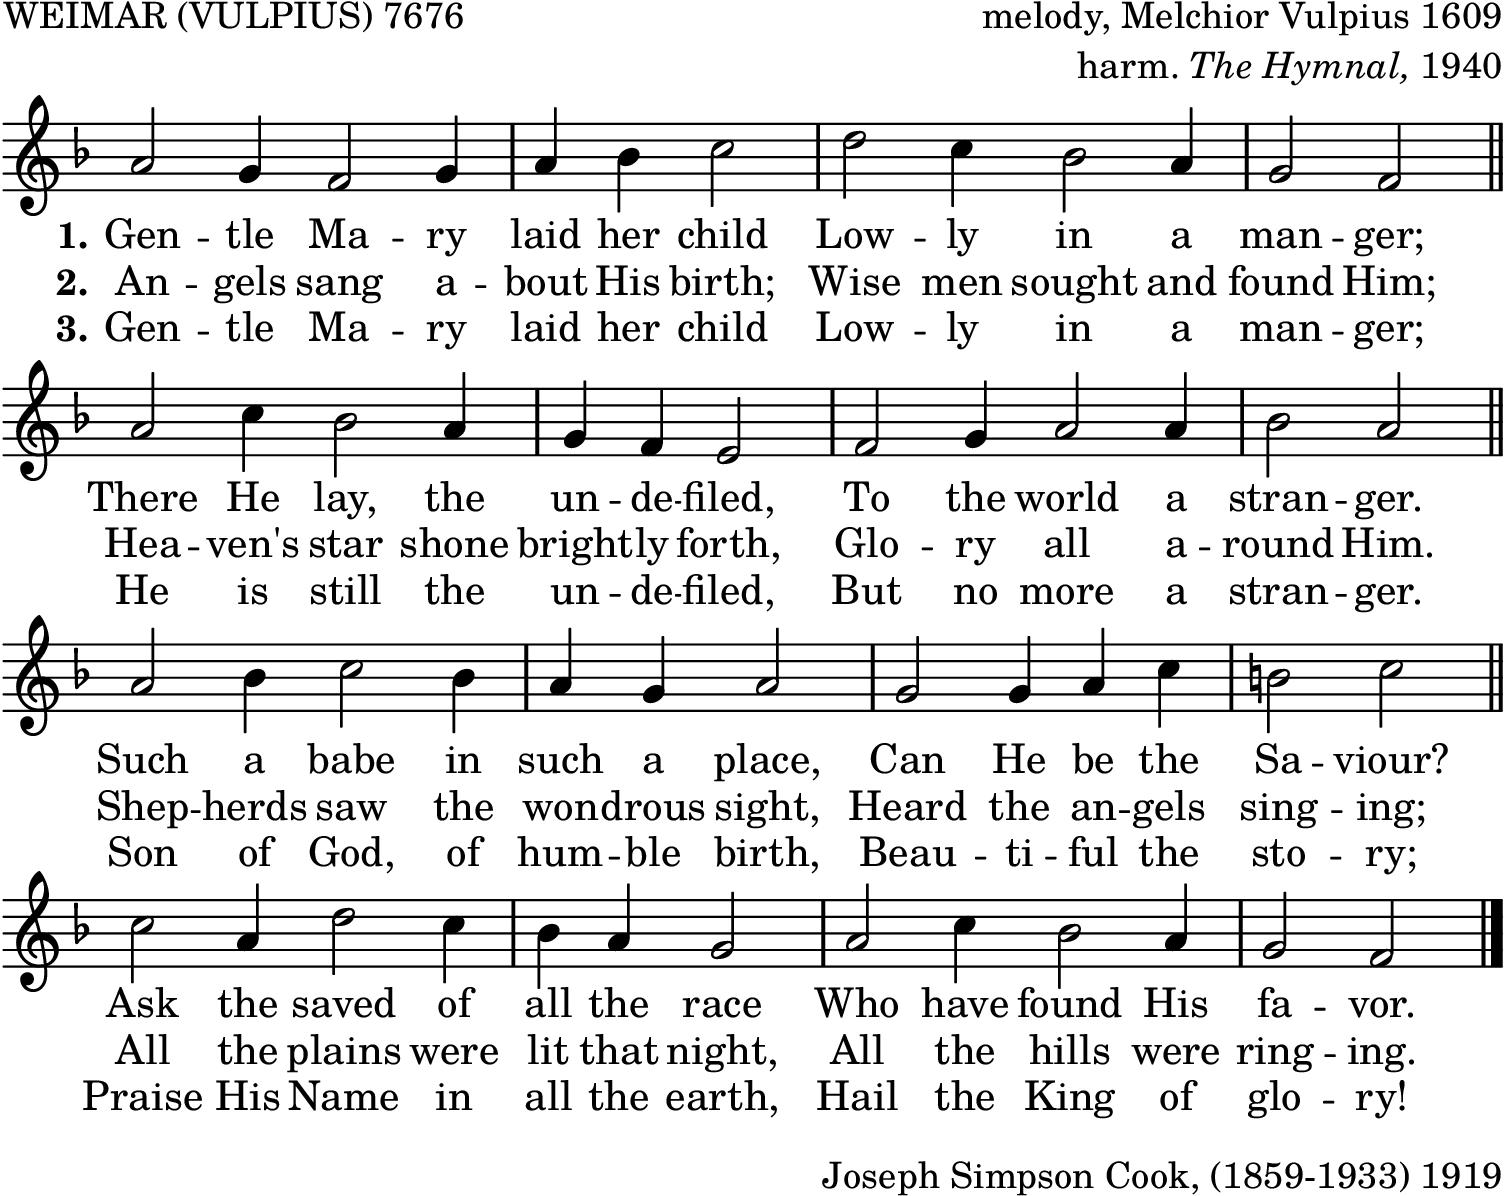 WEIMAR (VULPIUS) 7676
melody, Melchior Vulpius 1609
harm. The Hymnal, 1940
1. Gen - tle Ma - ry laid her child Low - ly in a man - ger;
2. An - gels sang a - bout His birth; Wise men sought and found Him;
3. Gen - tle Ma - ry laid her child Low - ly in a man - ger;
There He lay, the un - de - filed, To the world a stran - ger.
Hea - ven's star shone brightly forth, Glo - ry all a - round Him.
He is still the un - de - filed, But no more a stran - ger.
Such a babe in such a place, Can He be the Sa - viour?
Shep - herds saw the wondrous sight, Heard the an - gels sing - ing;
Son of God, of hum - ble birth, Beau - ti - ful the sto - ry;
Ask the saved of all the race Who have found His fa - vor.
All the plains were lit that night, All the hills were ring - ing.
Praise His Name in all the earth, Hail the King of glo - ry!
Joseph Simpson Cook, (1859-1933) 1919